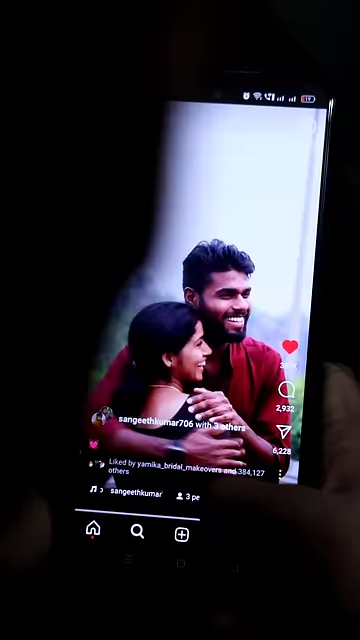 2,932
sangeethkumar706 with 3 others
6,228
Liked by yamika_bridal_makeovers and 384,127
others
sangeethkumar
3 pe